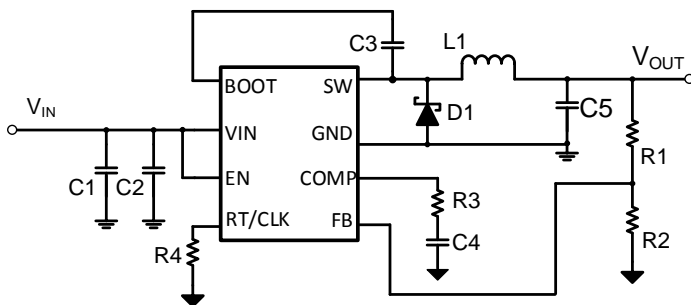 C3
L1
V_OUT
BOOT
SW
V_IN
D1
C5
VIN
GND
R1
C1
C2
EN
COMP
R3
RT/CLK
FB
R4
C4
R2